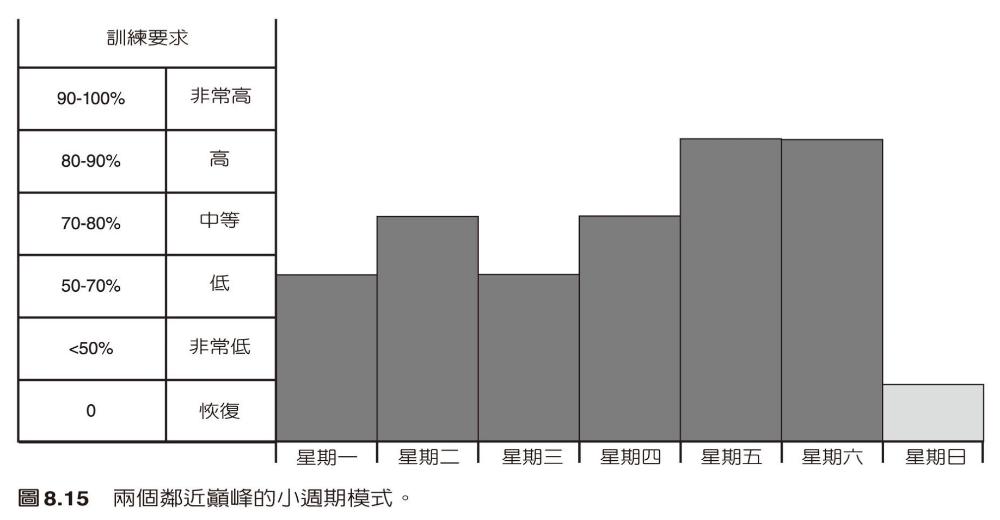 訓練要求
90-100% 非常高
80-90% 高
70-80% 中等
50-70% 低
<50% 非常低
0 恢復
星期一 星期二 星期三 星期四 星期五 星期六 星期日
圖8.15 兩個鄰近巔峰的小週期模式。